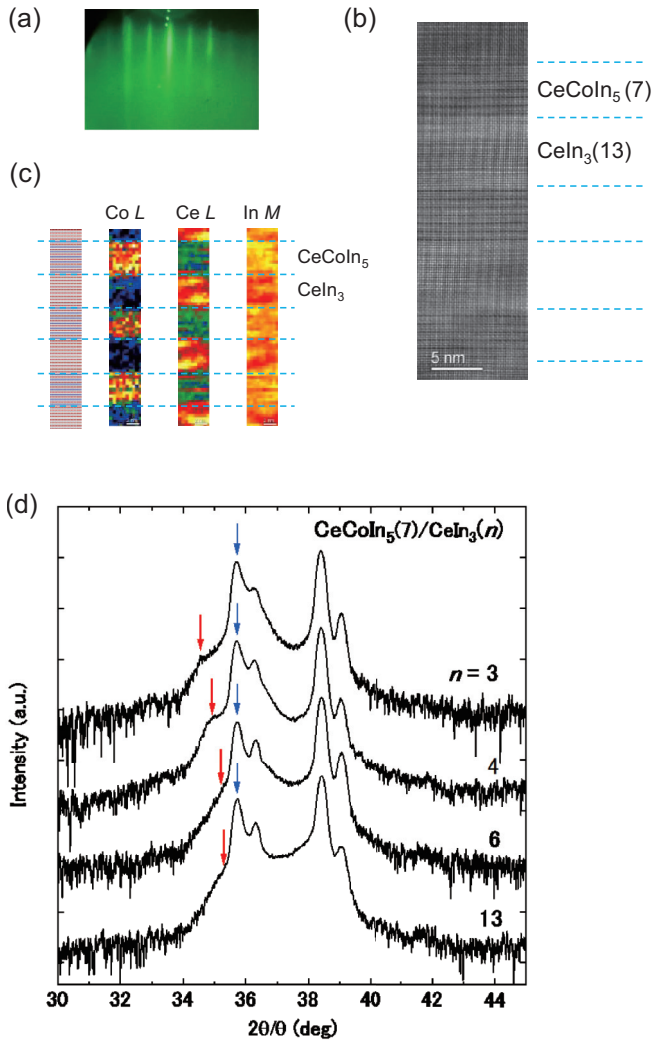 (a)
(b)
CeCoIn₅(7)
CeIn₃(13)
5 nm
(c)
Co L Ce L In M
CeCoIn₅
CeIn₃
(d)
CeCoIn₅(7)/CeIn₃(n)
n = 3
4
6
13
Intensity (a.u.)
30 32 34 36 38 40 42 44
2θ/θ (deg)